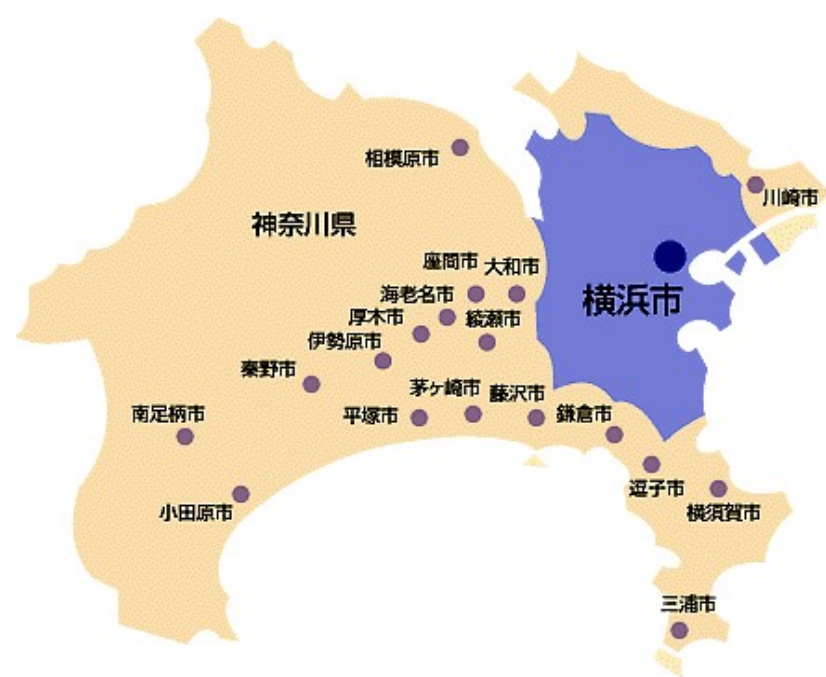 相模原市
川崎市
神奈川県
座間市
大和市
海老名市
横浜市
厚木市
綾瀬市
伊勢原市
秦野市
茅ヶ崎市
藤沢市
南足柄市
平塚市
鎌倉市
逗子市
小田原市
横須賀市
三浦市